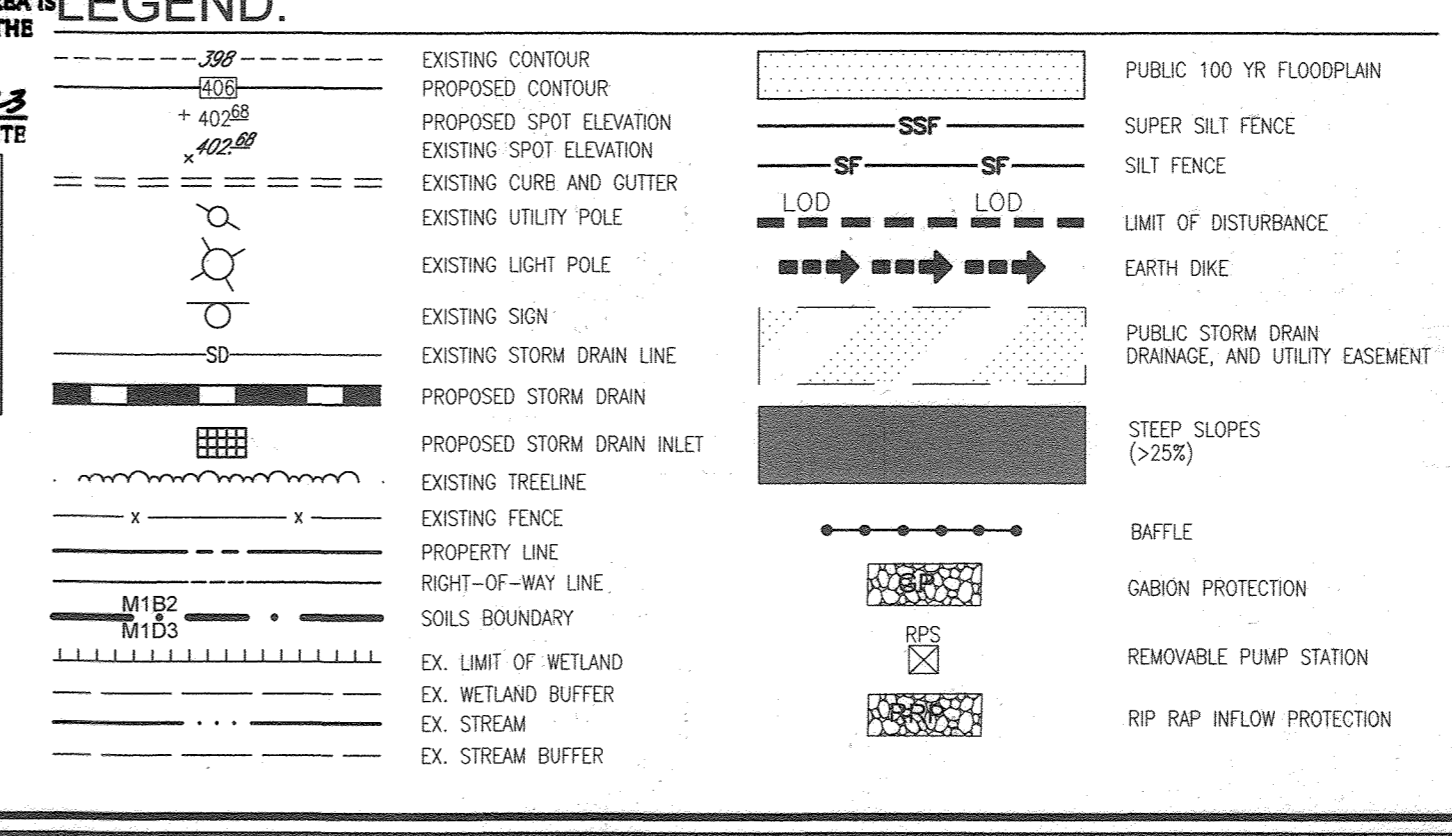 THE
LEGEND:
398 EXISTING CONTOUR
406 PROPOSED CONTOUR
+ 402 68 PROPOSED SPOT ELEVATION
x 402.68 EXISTING SPOT ELEVATION
EXISTING CURB AND GUTTER
EXISTING UTILITY POLE
EXISTING LIGHT POLE
EXISTING SIGN
SD EXISTING STORM DRAIN LINE
PROPOSED STORM DRAIN
PROPOSED STORM DRAIN INLET
EXISTING TREELINE
X X EXISTING FENCE
PROPERTY LINE
RIGHT-OF-WAY LINE
M1B2
M1D3
SOILS BOUNDARY
EX. LIMIT OF WETLAND
EX. WETLAND BUFFER
EX. STREAM
EX. STREAM BUFFER
PUBLIC 100 YR FLOODPLAIN
SSF SUPER SILT FENCE
SF SF SILT FENCE
LOD LOD
LIMIT OF DISTURBANCE
EARTH DIKE
PUBLIC STORM DRAIN
DRAINAGE, AND UTILITY EASEMENT
STEEP SLOPES
(>25%)
BAFFLE
GP GABION PROTECTION
RPS
REMOVABLE PUMP STATION
RRP RIP RAP INFLOW PROTECTION